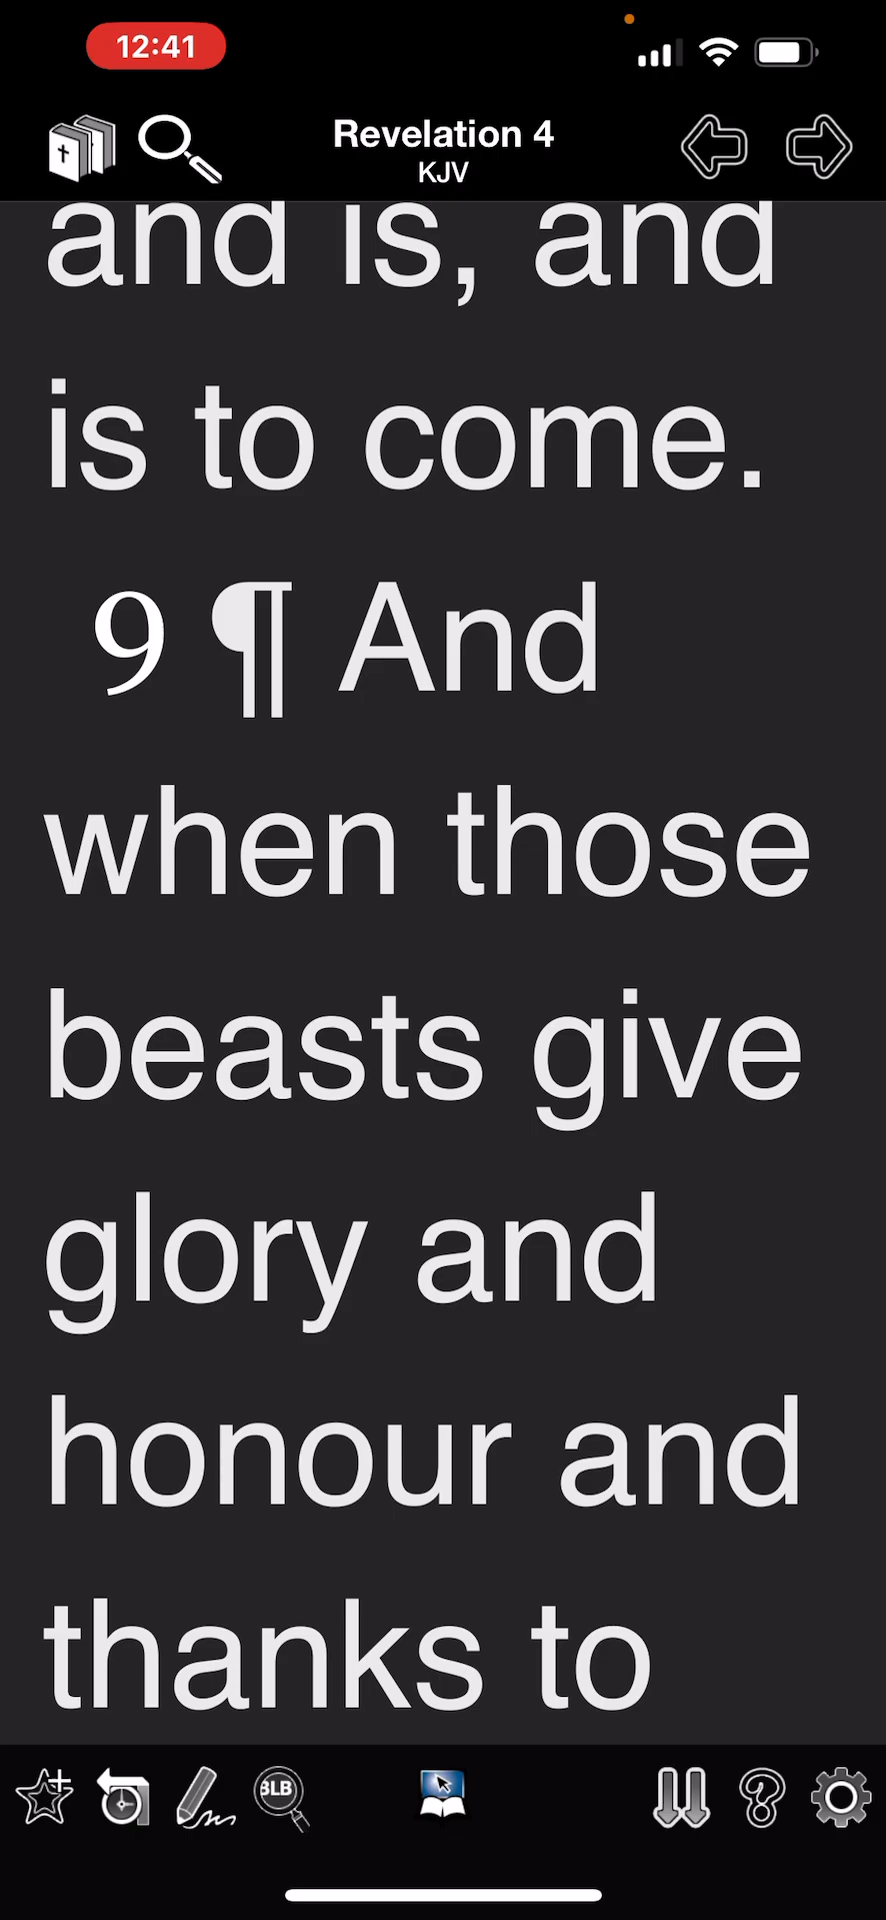 12:41
Revelation 4
KJV
and is, and
is to come.
9 ¶ And
when those
beasts give
glory and
honour and
thanks to
BLB